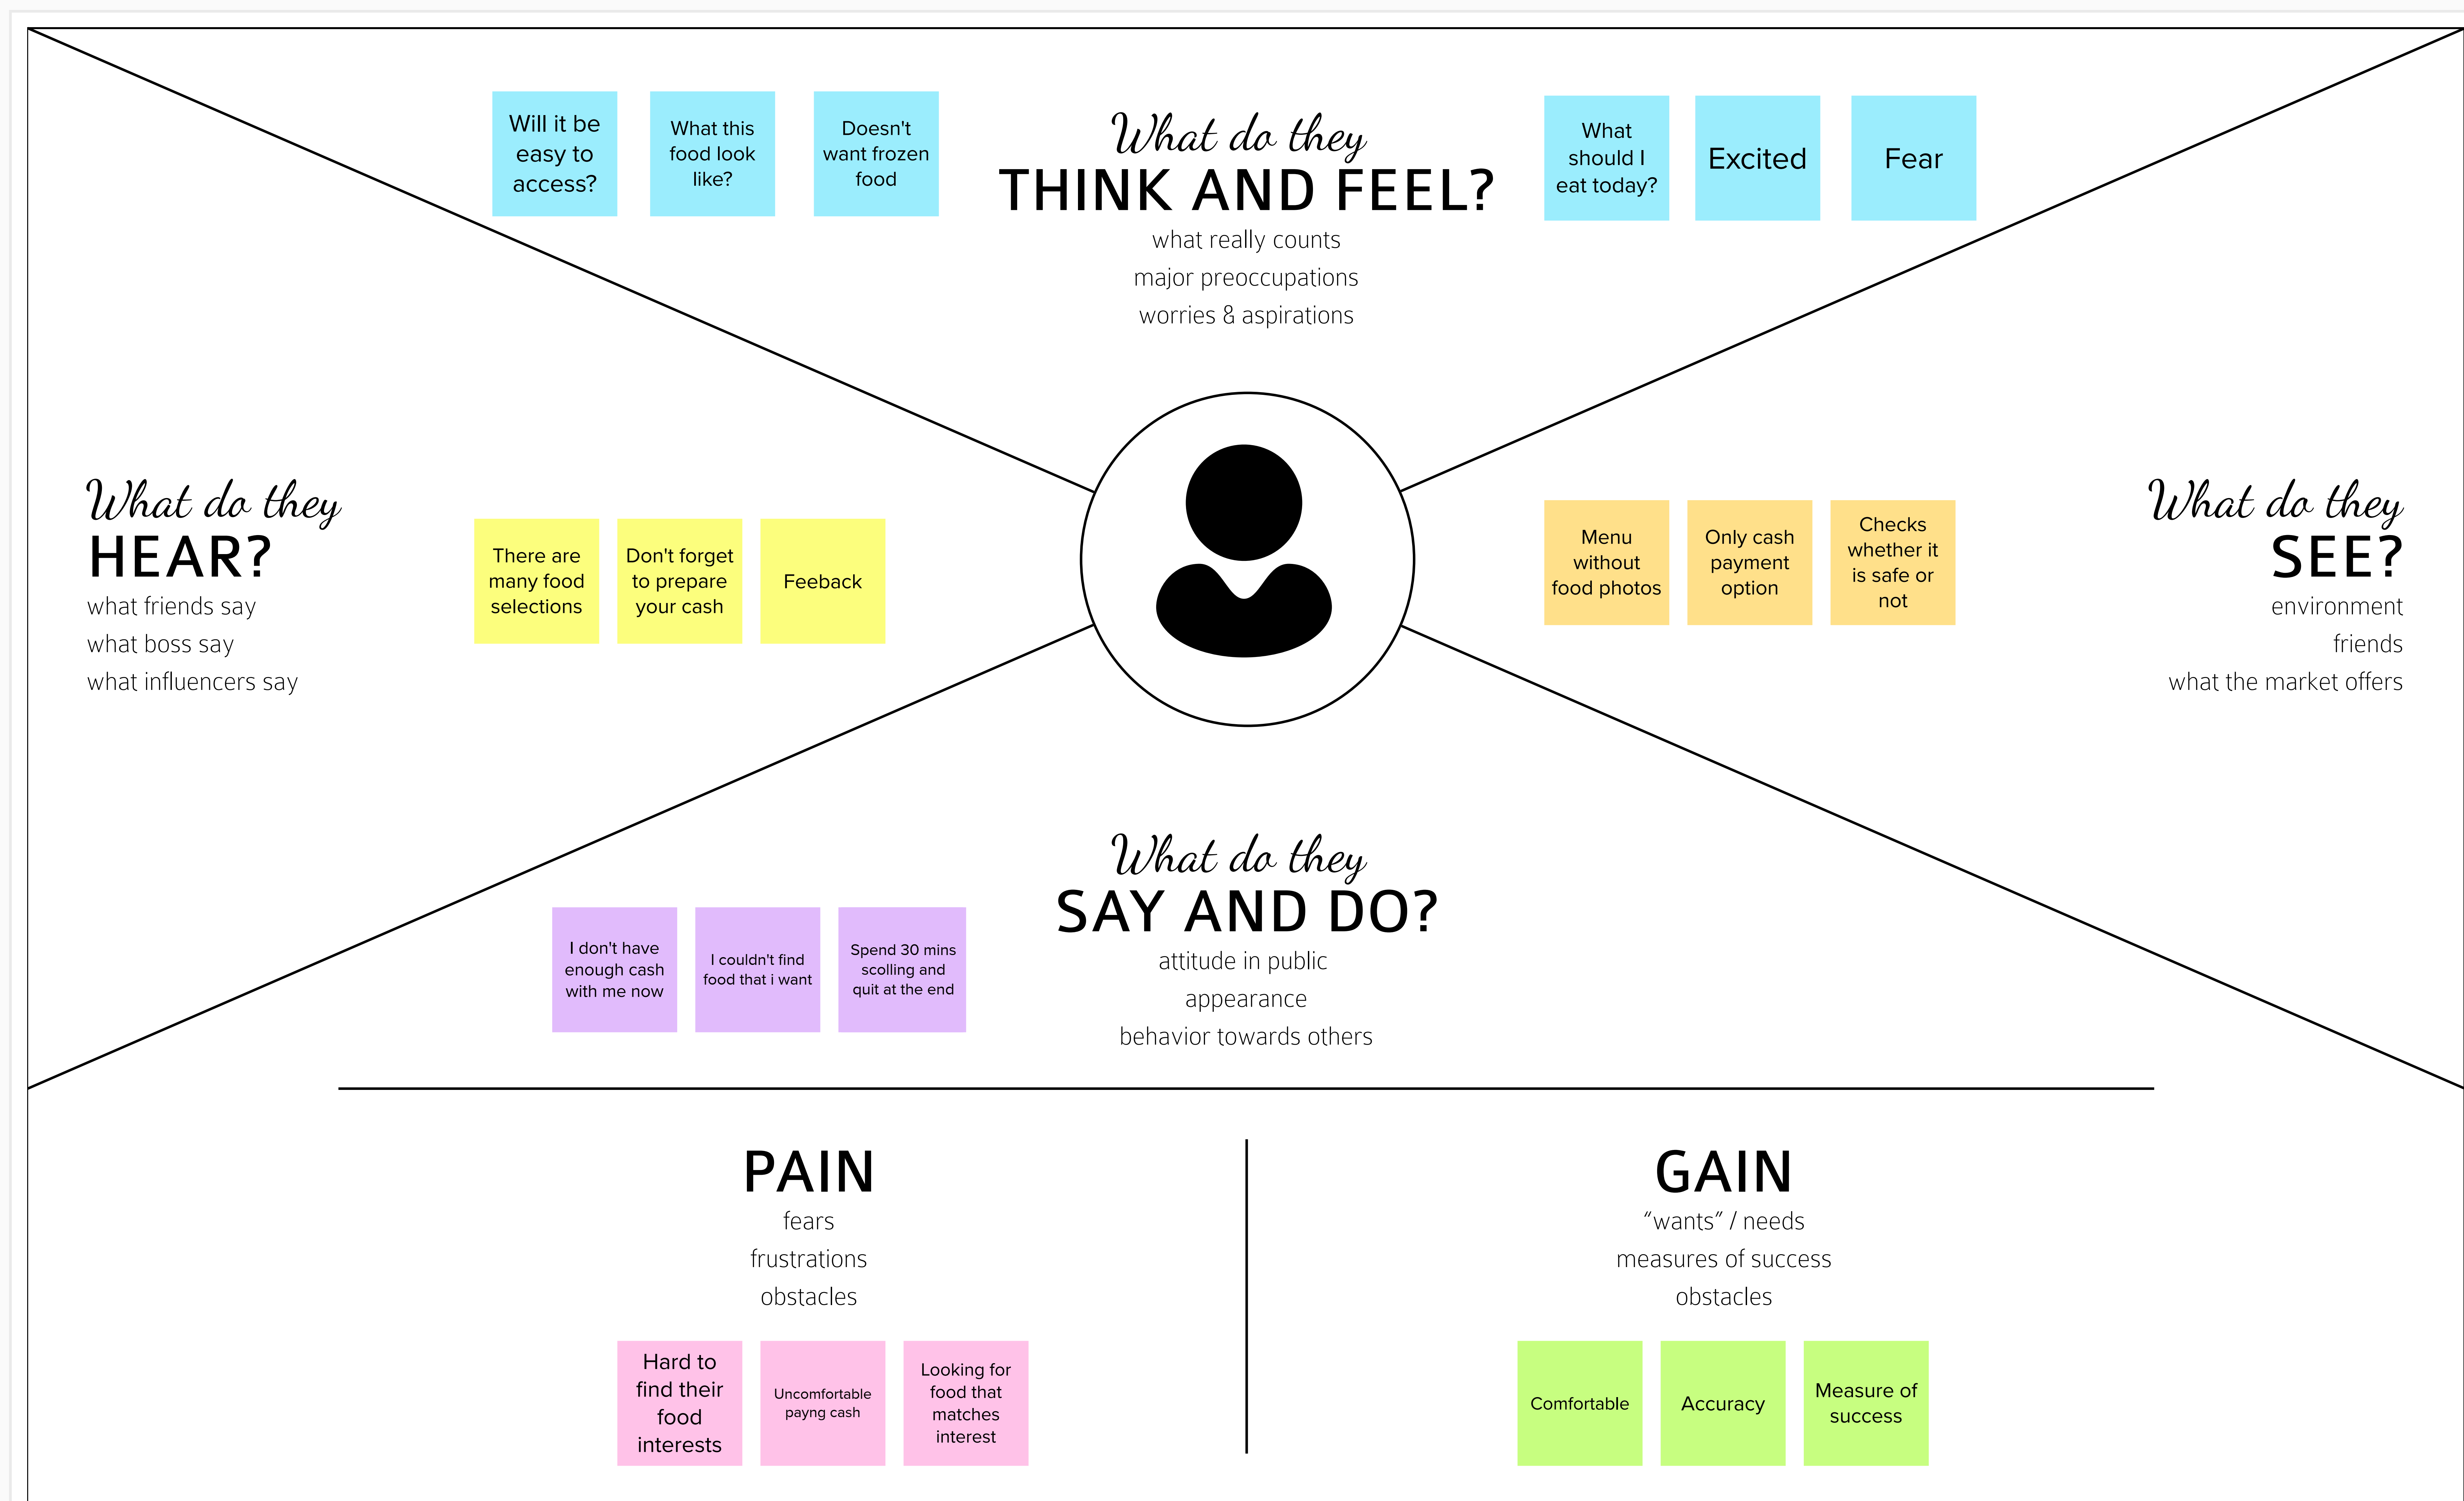 Will it be
easy to
access?
What this
food look
like?
Doesn't
want frozen
food
What do they
THINK AND FEEL?
what really counts
major preoccupations
worries & aspirations
What
should I
eat today?
Excited
Fear
What do they
HEAR?
what friends say
what boss say
what influencers say
There are
many food
selections
Don't forget
to prepare
your cash
Feeback
Menu
without
food photos
Only cash
payment
option
Checks
whether it
is safe or
not
What do they
SEE?
environment
friends
what the market offers
I don't have
enough cash
with me now
I couldn't find
food that i want
Spend 30 mins
scolling and
quit at the end
What do they
SAY AND DO?
attitude in public
appearance
behavior towards others
PAIN
fears
frustrations
obstacles
Hard to
find their
food
interests
Uncomfortable
payng cash
Looking for
food that
matches
interest
GAIN
“wants” / needs
measures of success
obstacles
Comfortable
Accuracy
Measure of
success